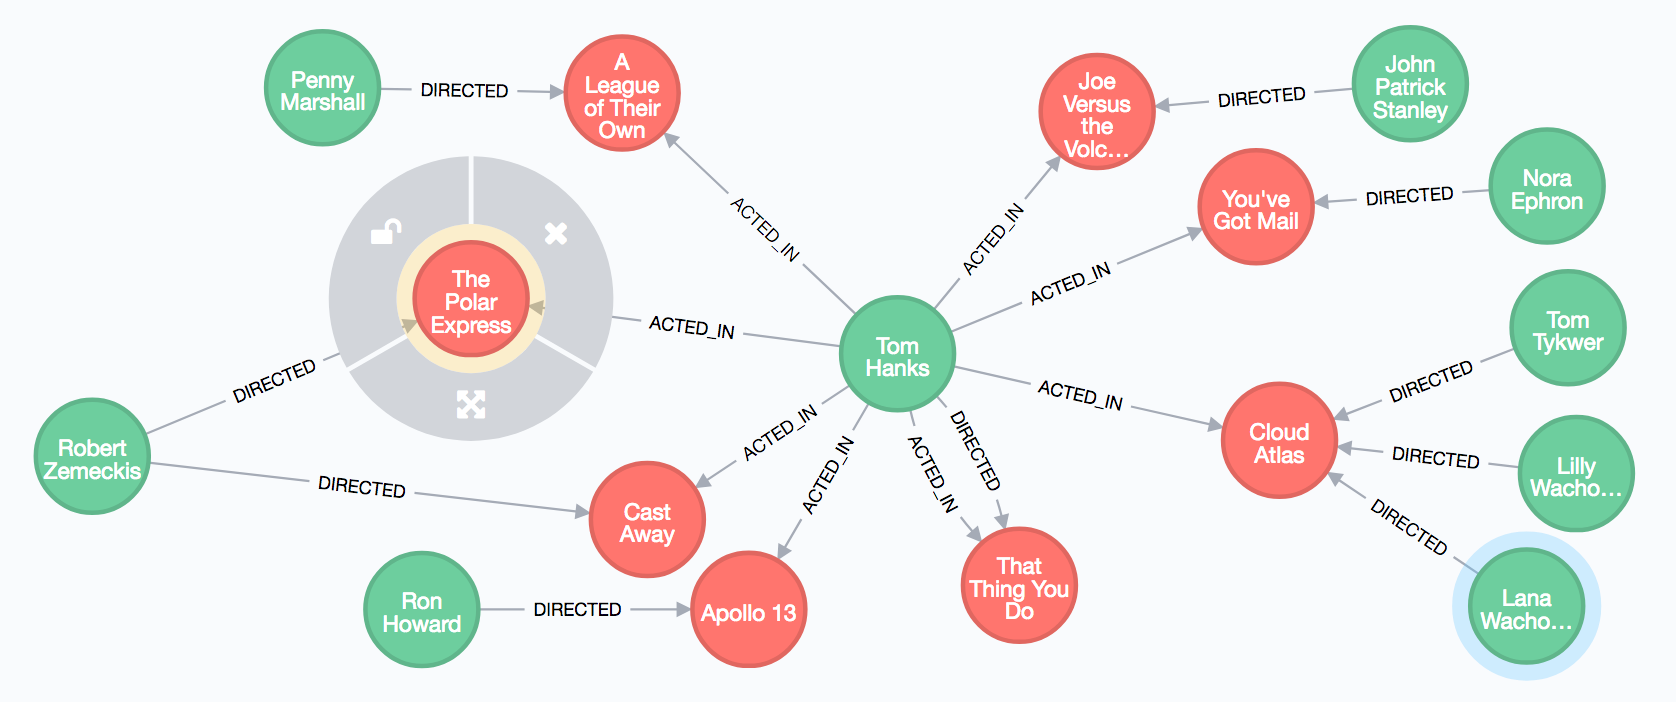 Penny
Marshall
DIRECTED
A
League
of Their
Own
Joe
Versus
the
Volc...
DIRECTED
John
Patrick
Stanley
You've
Got Mail
DIRECTED
Nora
Ephron
ACTED_IN
ACTED_IN
ACTED_IN
The
Polar
Express
ACTED_IN
Tom
Hanks
Tom
Tykwer
DIRECTED
DIRECTED
ACTED_IN
Robert
Zemeckis
DIRECTED
ACTED_IN
ACTED_IN
ACTED_IN
DIRECTED
Cloud
Atlas
DIRECTED
Lilly
Wacho...
DIRECTED
Cast
Away
Ron
Howard
DIRECTED
Apollo 13
That
Thing You
Do
Lana
Wacho...